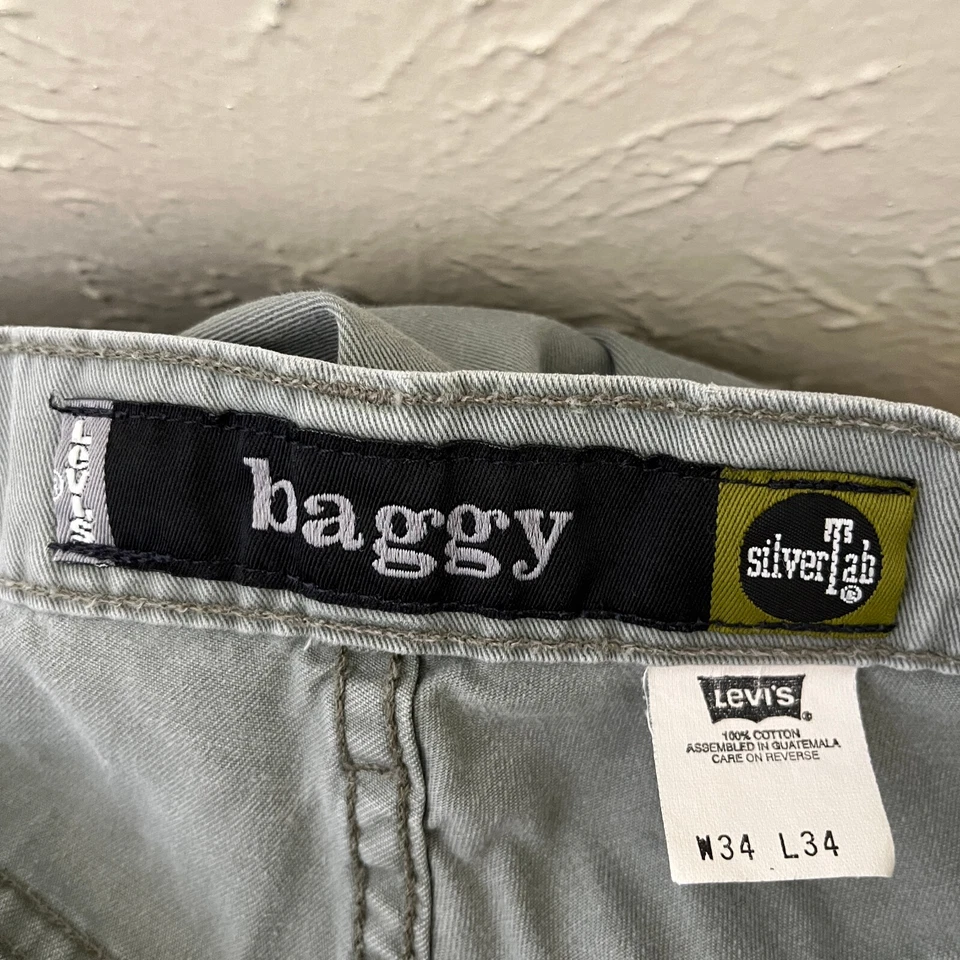 LEVI'S
baggy
silverTab
®
LEVI'S
®
100% COTTON
ASSEMBLED IN GUATEMALA
CARE ON REVERSE
W34 L34